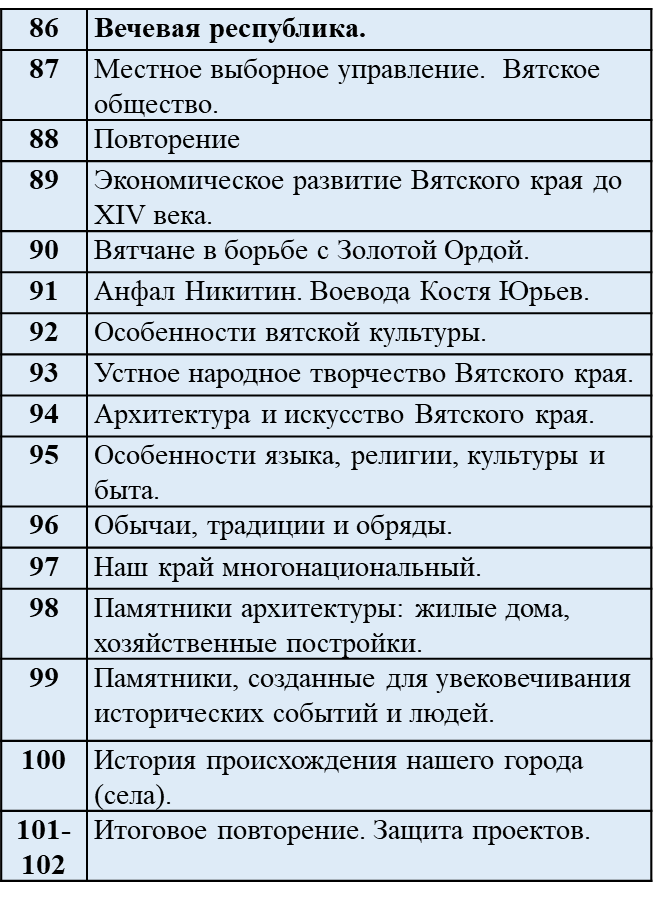 86 Вечевая республика.
87 Местное выборное управление. Вятское
общество.
88 Повторение
89 Экономическое развитие Вятского края до
XIV века.
90 Вятчане в борьбе с Золотой Ордой.
91 Анфал Никитин. Воевода Костя Юрьев.
92 Особенности вятской культуры.
93 Устное народное творчество Вятского края.
94 Архитектура и искусство Вятского края.
95 Особенности языка, религии, культуры и
быта.
96 Обычаи, традиции и обряды.
97 Наш край многонациональный.
98 Памятники архитектуры: жилые дома,
хозяйственные постройки.
99 Памятники, созданные для увековечивания
исторических событий и людей.
100 История происхождения нашего города
(села).
101- Итоговое повторение. Защита проектов.
102